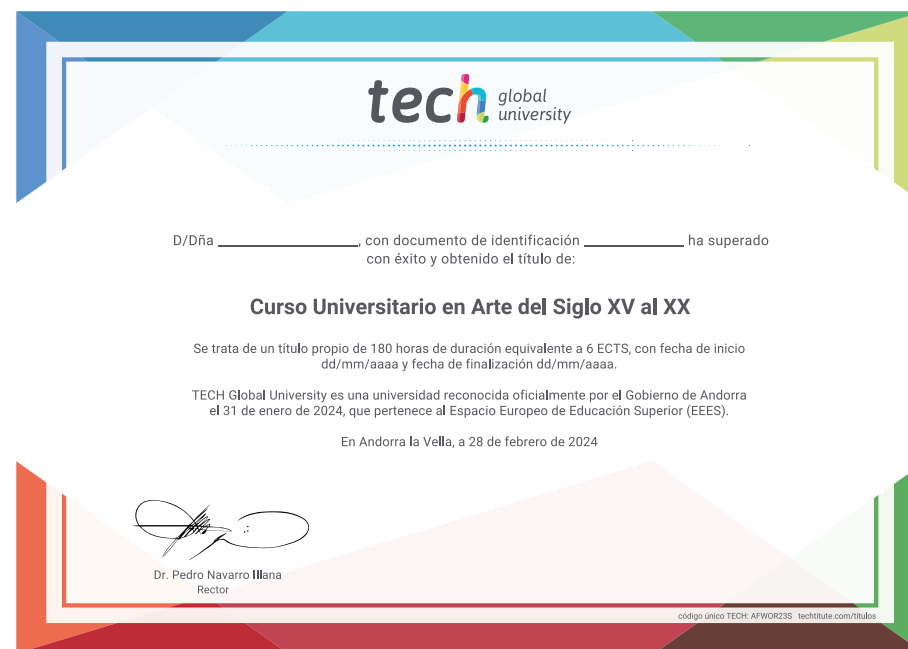 tech global
university
D/Dña ______________, con documento de identificación __________ ha superado
con éxito y obtenido el título de:
Curso Universitario en Arte del Siglo XV al XX
Se trata de un título propio de 180 horas de duración equivalente a 6 ECTS, con fecha de inicio
dd/mm/aaaa y fecha de finalización dd/mm/aaaa.
TECH Global University es una universidad reconocida oficialmente por el Gobierno de Andorra
el 31 de enero de 2024, que pertenece al Espacio Europeo de Educación Superior (EEES).
En Andorra la Vella, a 28 de febrero de 2024
Dr. Pedro Navarro Illana
Rector
código único TECH: AFWOR23S techtitute.com/titulos